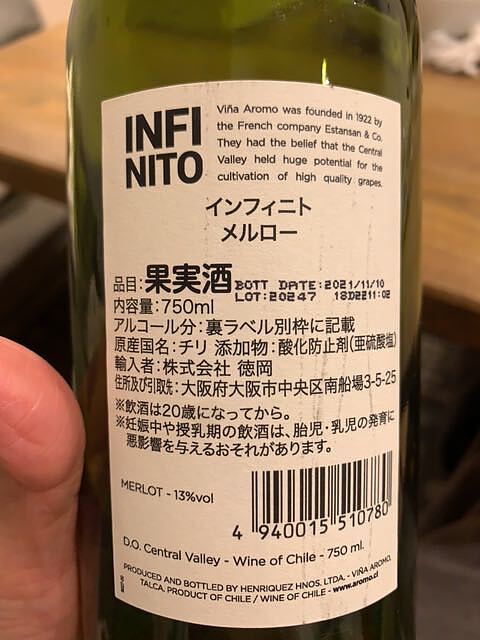 INFI
NITO
Viña Aromo was founded in 1922 by
the French company Estansan & Co.
They had the belief that the Central
Valley held huge potential for the
cultivation of high quality grapes.
インフィニト
メルロー
品目:果実酒
BOTT DATE:2021/11/10
LOT:20247 18D2211:02
内容量:750ml
アルコール分:裏ラベル別枠に記載
原産国名:チリ 添加物:酸化防止剤(亜硫酸塩)
輸入者:株式会社 徳岡
住所及び引取先:大阪府大阪市中央区南船場3-5-25
※飲酒は20歳になってから。
※妊娠中や授乳期の飲酒は、胎児・乳児の発育に
悪影響を与えるおそれがあります。
MERLOT - 13%vol
4 940015 510780
D.O. Central Valley - Wine of Chile - 750 ml.
PRODUCED AND BOTTLED BY HENRIQUEZ HNOS. LTDA. - VIÑA AROMO,
TALCA. PRODUCT OF CHILE / WINE OF CHILE - www.aromo.cl